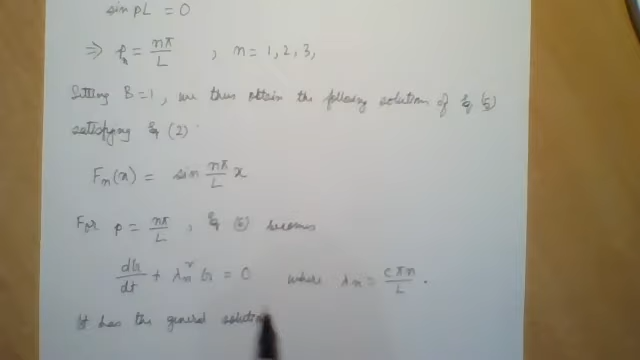 sin pL = 0
⇒ pₙ = nπ/L , n = 1, 2, 3,
Setting B=1, we thus obtain the following solution of Eq (5)
satisfying Eq (2).
Fₙ(x) = sin nπ/L x
For p = nπ/L , Eq (6) becomes
dG/dt + λₙ² G = 0 where λₙ = cπn/L .
It has the general solution